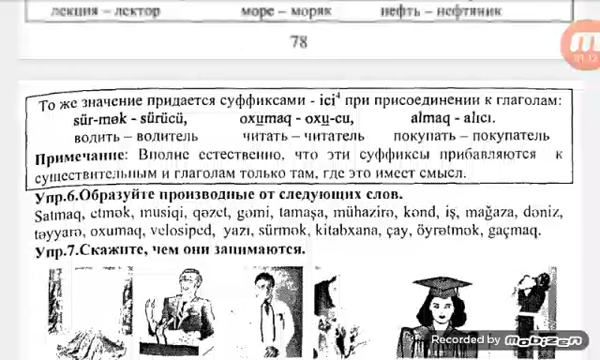 лекция – лектор море – моряк нефть – нефтяник
78
То же значение придается суффиксами - ici⁴ при присоединении к глаголам:
sür-mək - sürücü, oxumaq - oxu-cu, almaq - alıcı.
водить – водитель читать – читатель покупать – покупатель
Примечание: Вполне естественно, что эти суффиксы прибавляются к
существительным и глаголам только там, где это имеет смысл.
Упр.6.Образуйте производные от следующих слов.
Satmaq, etmək, musiqi, qəzet, gəmi, tamaşa, mühazirə, kənd, iş, mağaza, dəniz,
təyyarə, oxumaq, velosiped, yazı, sürmək, kitabxana, çay, öyrətmək, gaçmaq.
Упр.7.Скажите, чем они занимаются.
Recorded by MOBIZEN